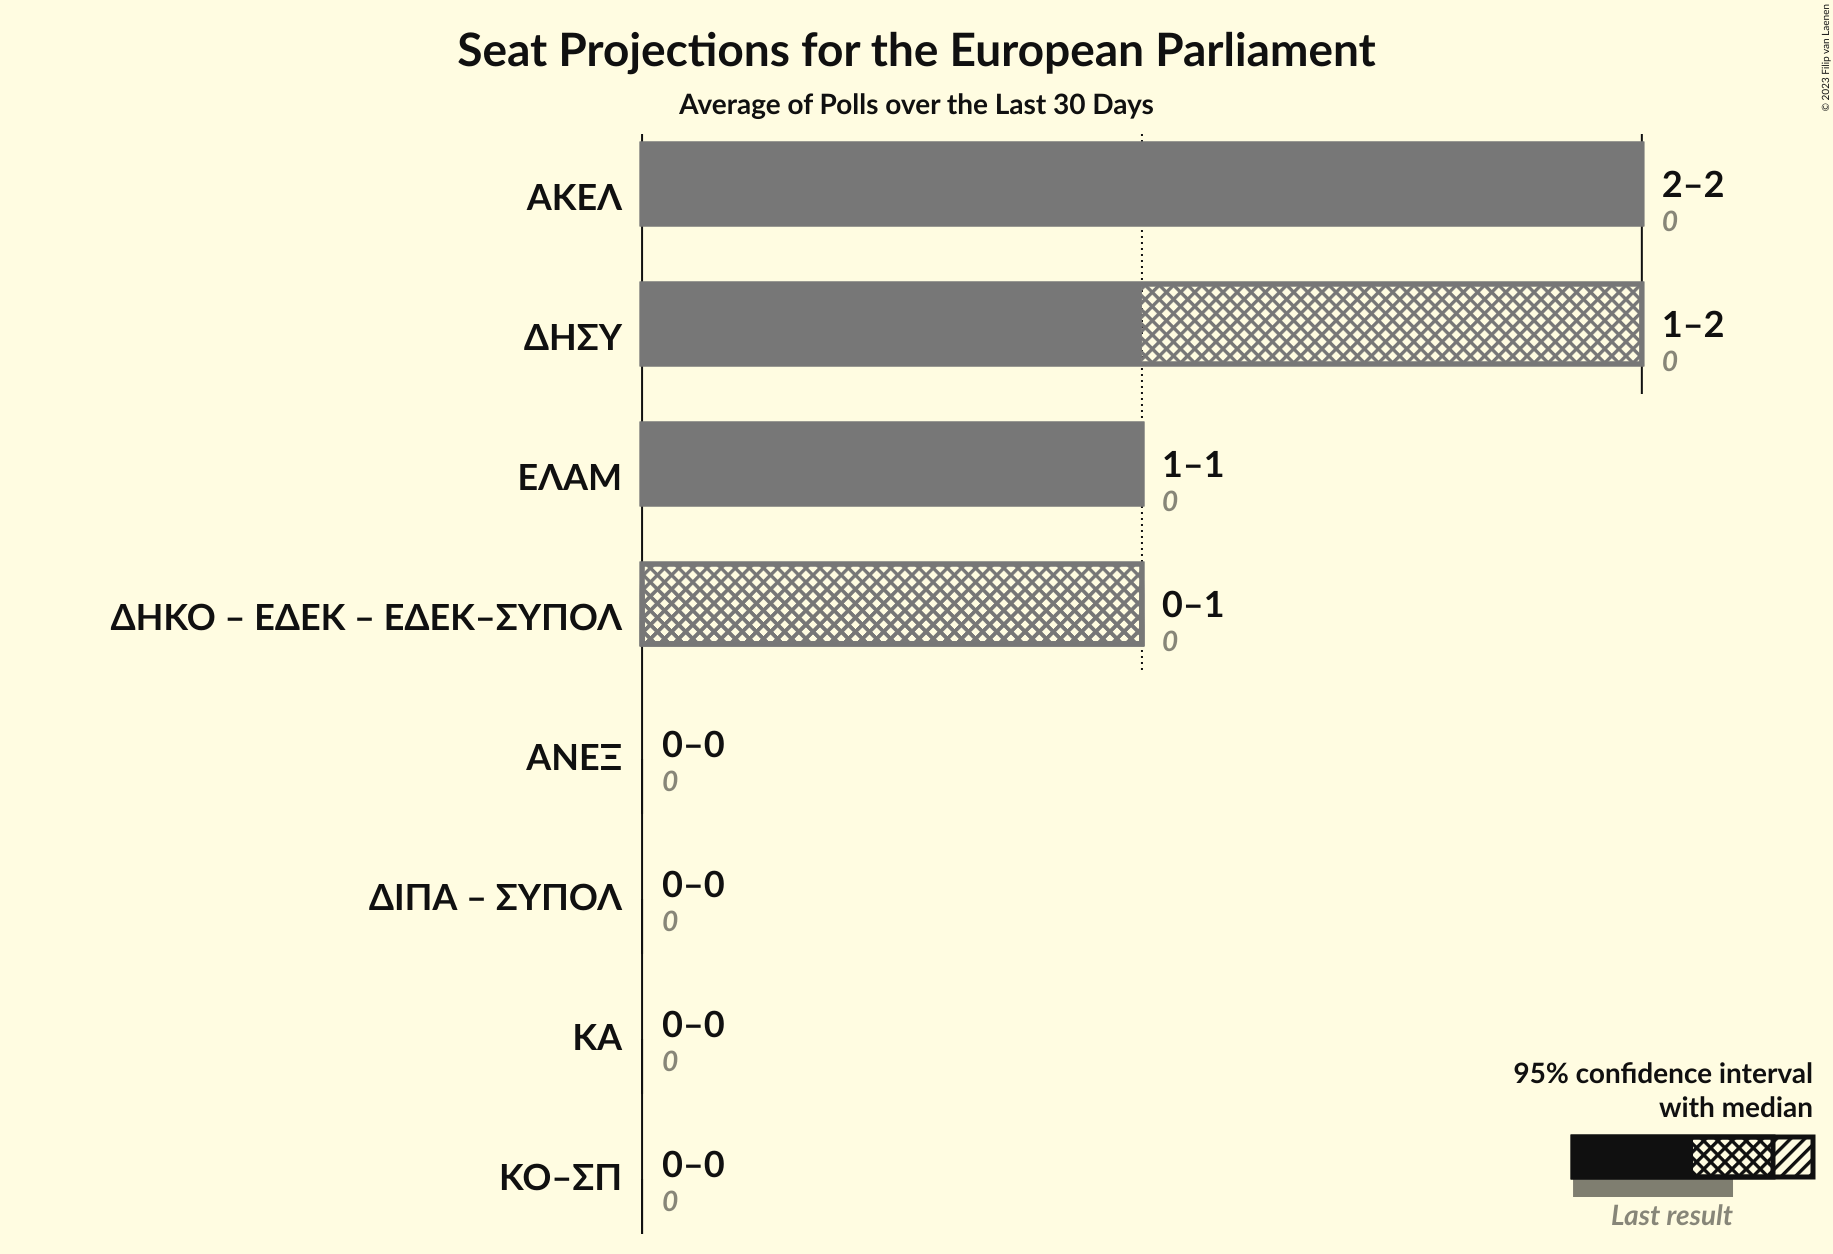 Seat Projections for the European Parliament
Average of Polls over the Last 30 Days
© 2023 Filip van Laenen
ΑΚΕΛ
2–2
0
ΔΗΣΥ
1–2
0
ΕΛΑΜ
1–1
0
ΔΗΚΟ – ΕΔΕΚ – ΕΔΕΚ–ΣΥΠΟΛ
0–1
0
ΑΝΕΞ
0–0
0
ΔΙΠΑ – ΣΥΠΟΛ
0–0
0
ΚΑ
0–0
0
ΚΟ–ΣΠ
0–0
0
95% confidence interval
with median
Last result